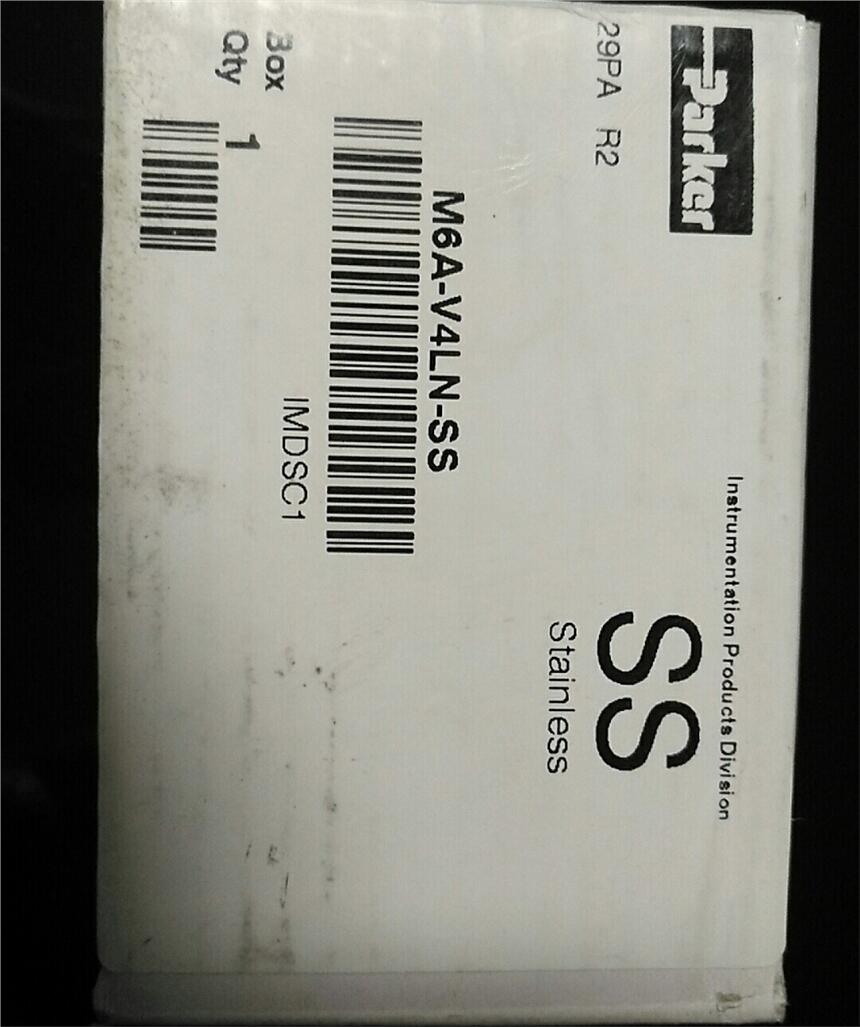 Parker
Instrumentation Products Division
29PA R2
SS
Stainless
M6A-V4LN-SS
IMDSC1
Box
Qty 1